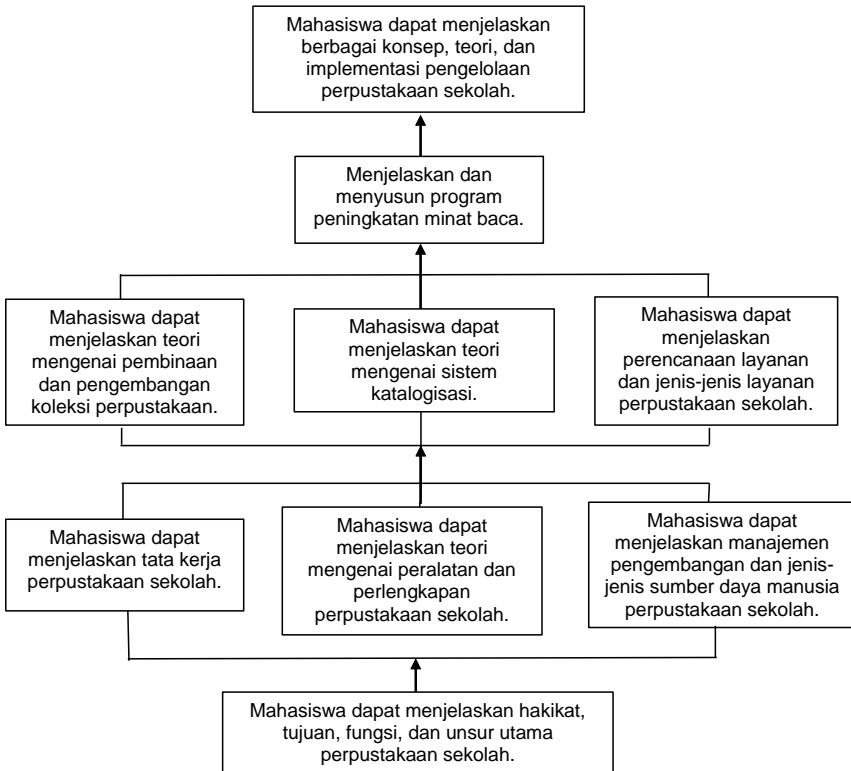 Mahasiswa dapat menjelaskan
berbagai konsep, teori, dan
implementasi pengelolaan
perpustakaan sekolah.
Menjelaskan dan
menyusun program
peningkatan minat baca.
Mahasiswa dapat
menjelaskan teori
mengenai pembinaan
dan pengembangan
koleksi perpustakaan.
Mahasiswa dapat
menjelaskan teori
mengenai sistem
katalogisasi.
Mahasiswa dapat
menjelaskan
perencanaan layanan
dan jenis-jenis layanan
perpustakaan sekolah.
Mahasiswa dapat
menjelaskan tata kerja
perpustakaan sekolah.
Mahasiswa dapat
menjelaskan teori
mengenai peralatan dan
perlengkapan
perpustakaan sekolah.
Mahasiswa dapat
menjelaskan manajemen
pengembangan dan jenis-
jenis sumber daya manusia
perpustakaan sekolah.
Mahasiswa dapat menjelaskan hakikat,
tujuan, fungsi, dan unsur utama
perpustakaan sekolah.